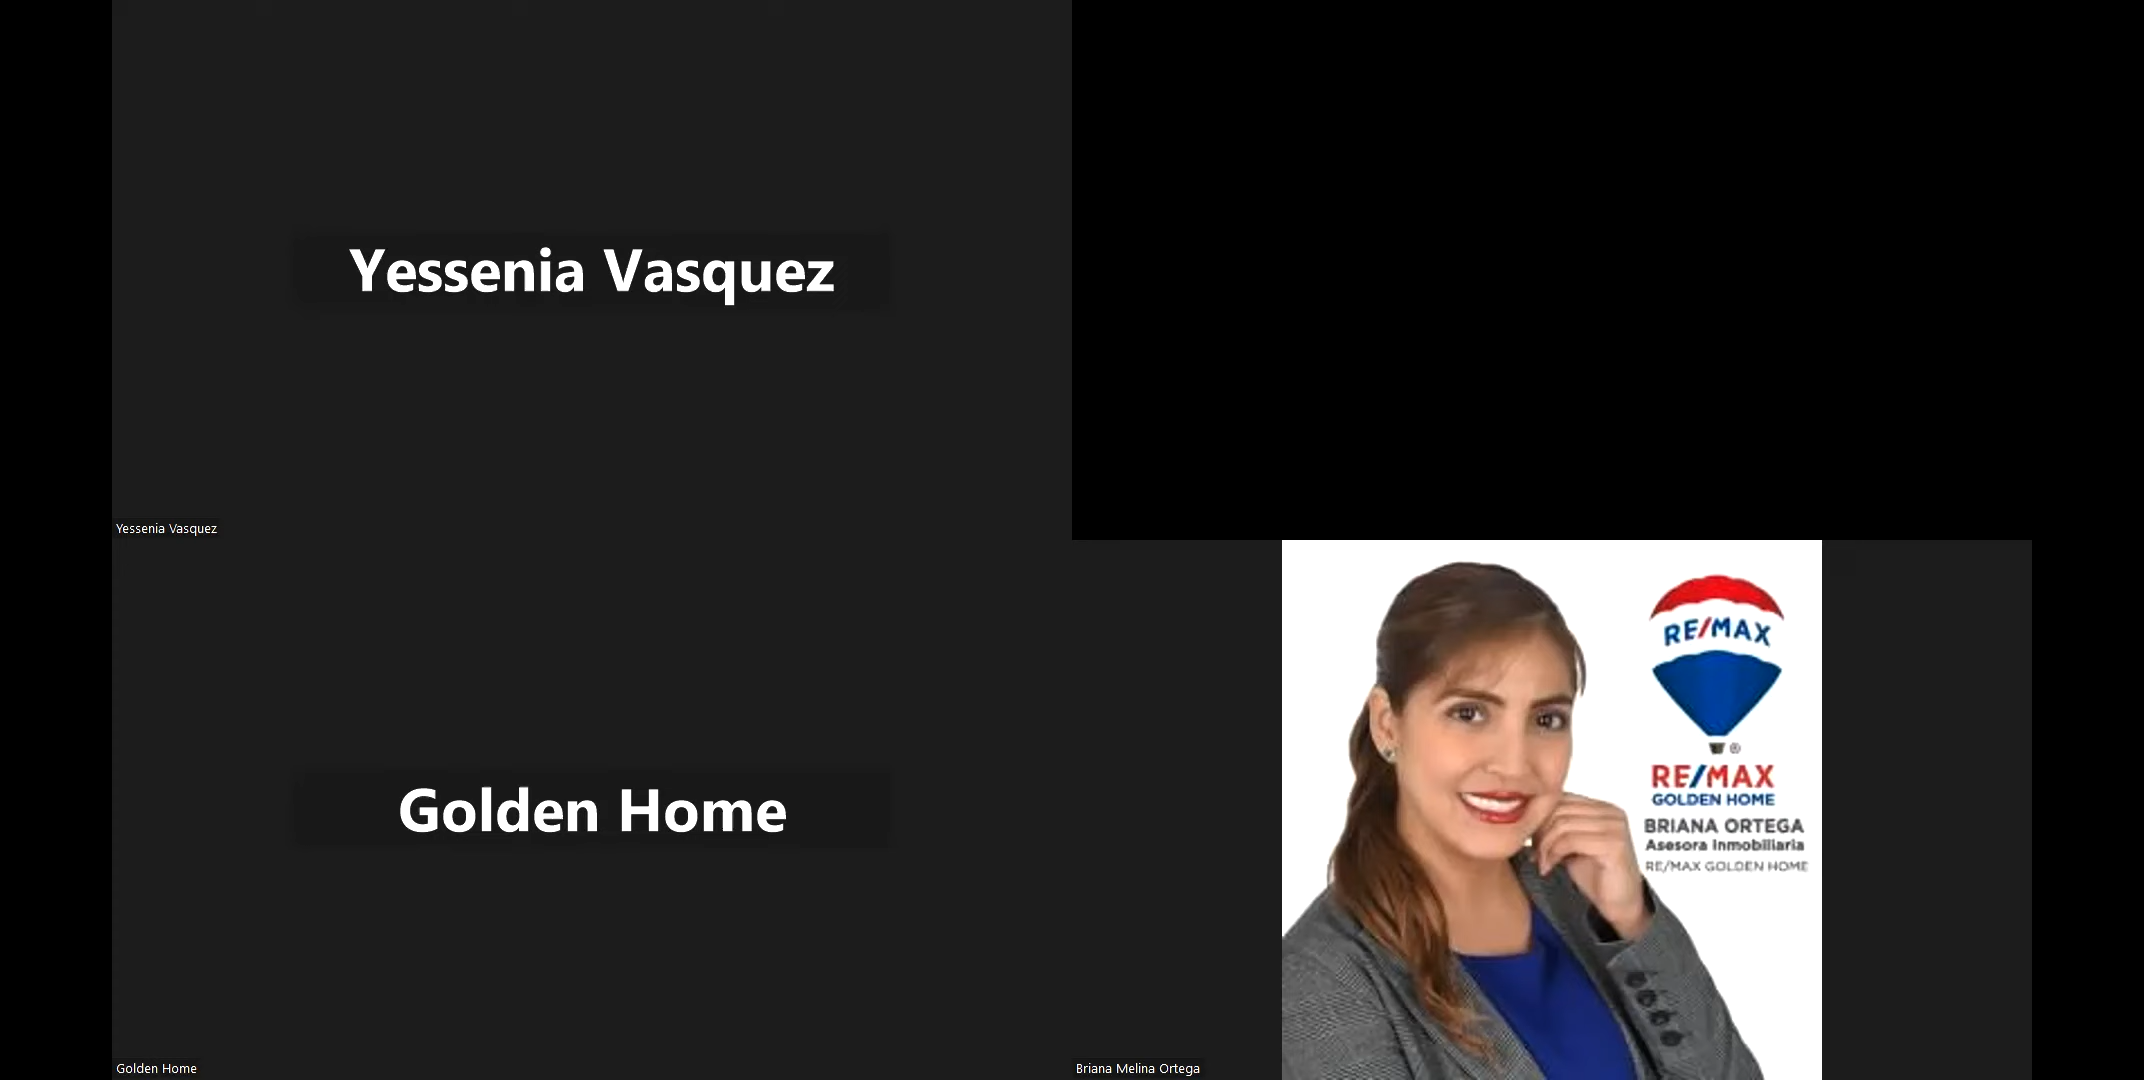 Yessenia Vasquez
Yessenia Vasquez
Golden Home
Golden Home
RE/MAX
®
RE/MAX
GOLDEN HOME
BRIANA ORTEGA
Asesora Inmobiliaria
RE/MAX GOLDEN HOME
Briana Melina Ortega